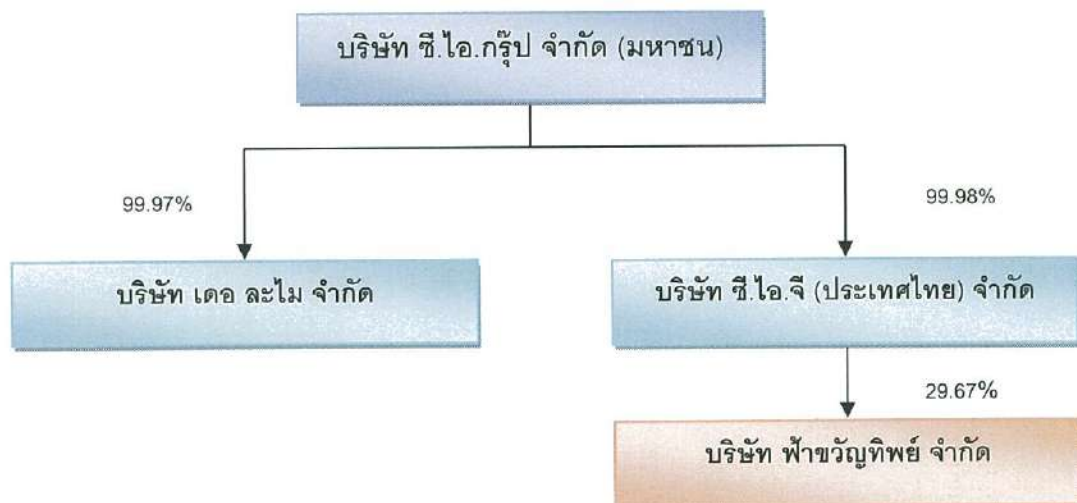 บริษัท ซี.ไอ.กรุ๊ป จำกัด (มหาชน)
99.97%
99.98%
บริษัท เดอ ละไม จำกัด
บริษัท ซี.ไอ.จี (ประเทศไทย) จำกัด
29.67%
บริษัท ฟ้าขวัญทิพย์ จำกัด